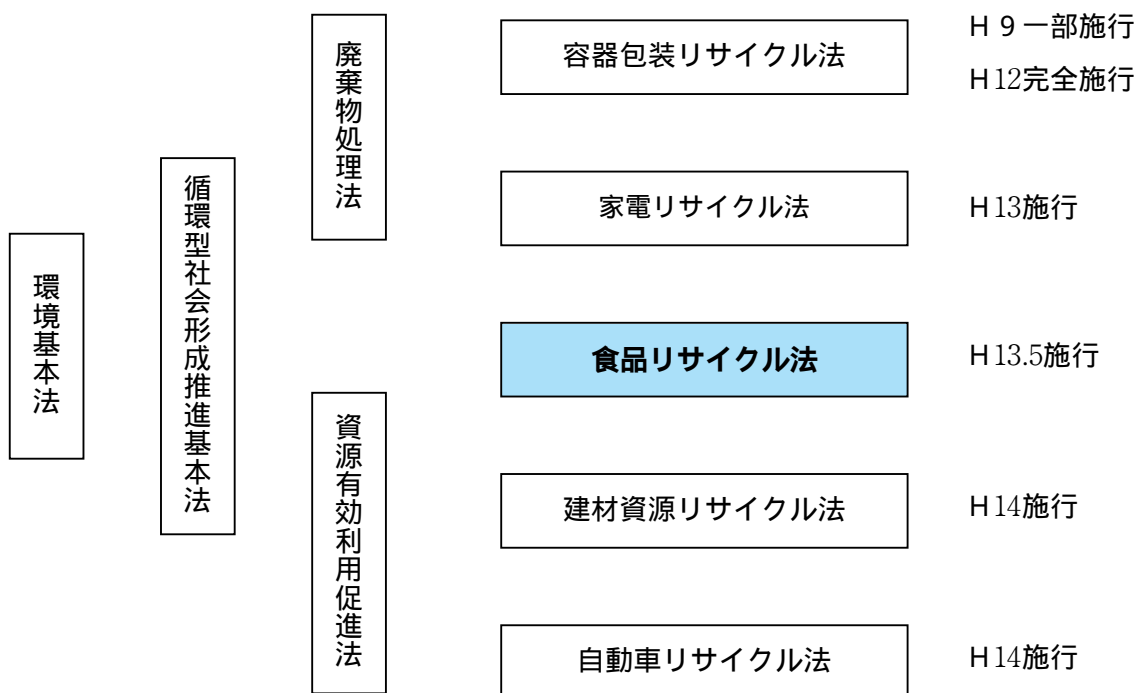 環境基本法
循環型社会形成推進基本法
廃棄物処理法
資源有効利用促進法
容器包装リサイクル法
H 9 一部施行
H12完全施行
家電リサイクル法
H13施行
食品リサイクル法
H13.5施行
建材資源リサイクル法
H14施行
自動車リサイクル法
H14施行